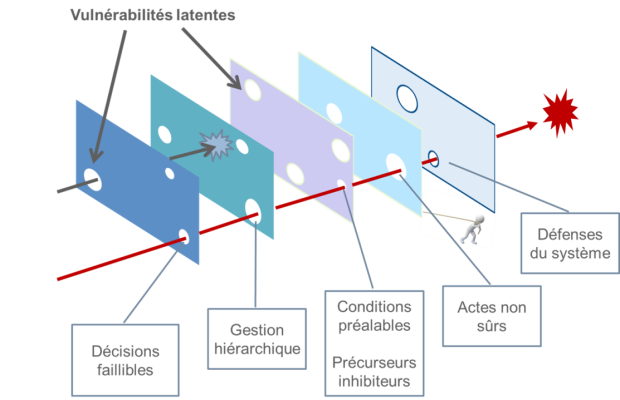 Vulnérabilités latentes
Décisions
faillibles
Gestion
hiérarchique
Conditions
préalables
Précurseurs
inhibiteurs
Actes non
sûrs
Défenses
du système